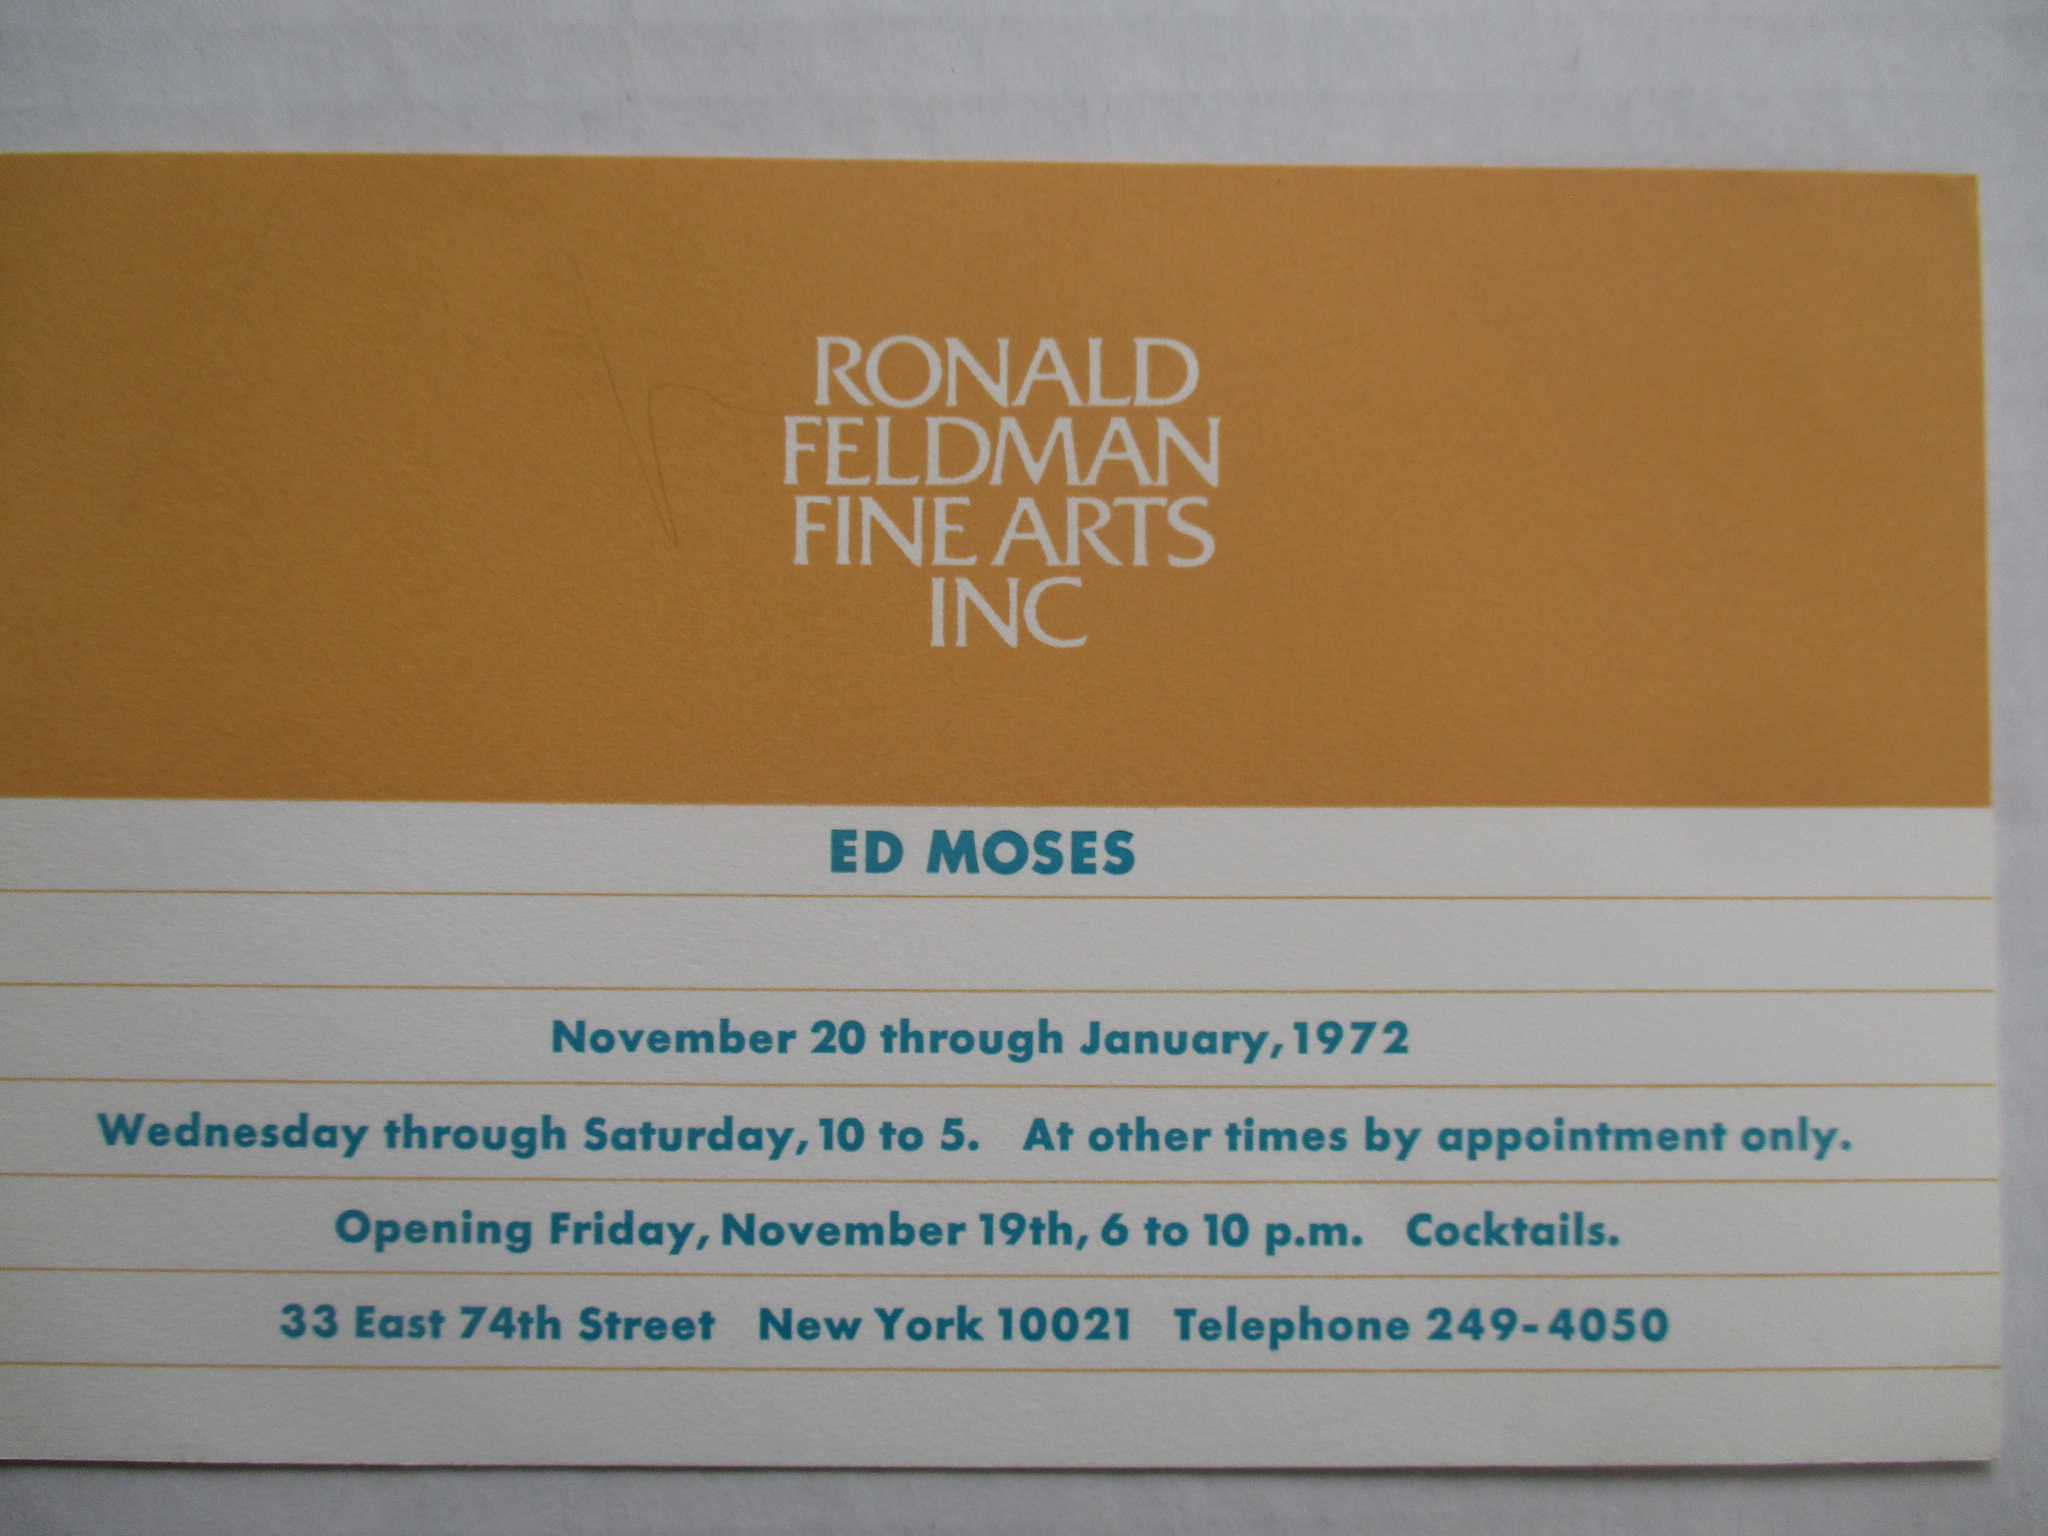 RONALD
FELDMAN
FINE ARTS
INC
ED MOSES
November 20 through January, 1972
Wednesday through Saturday, 10 to 5. At other times by appointment only.
Opening Friday, November 19th, 6 to 10 p.m. Cocktails.
33 East 74th Street New York 10021 Telephone 249-4050